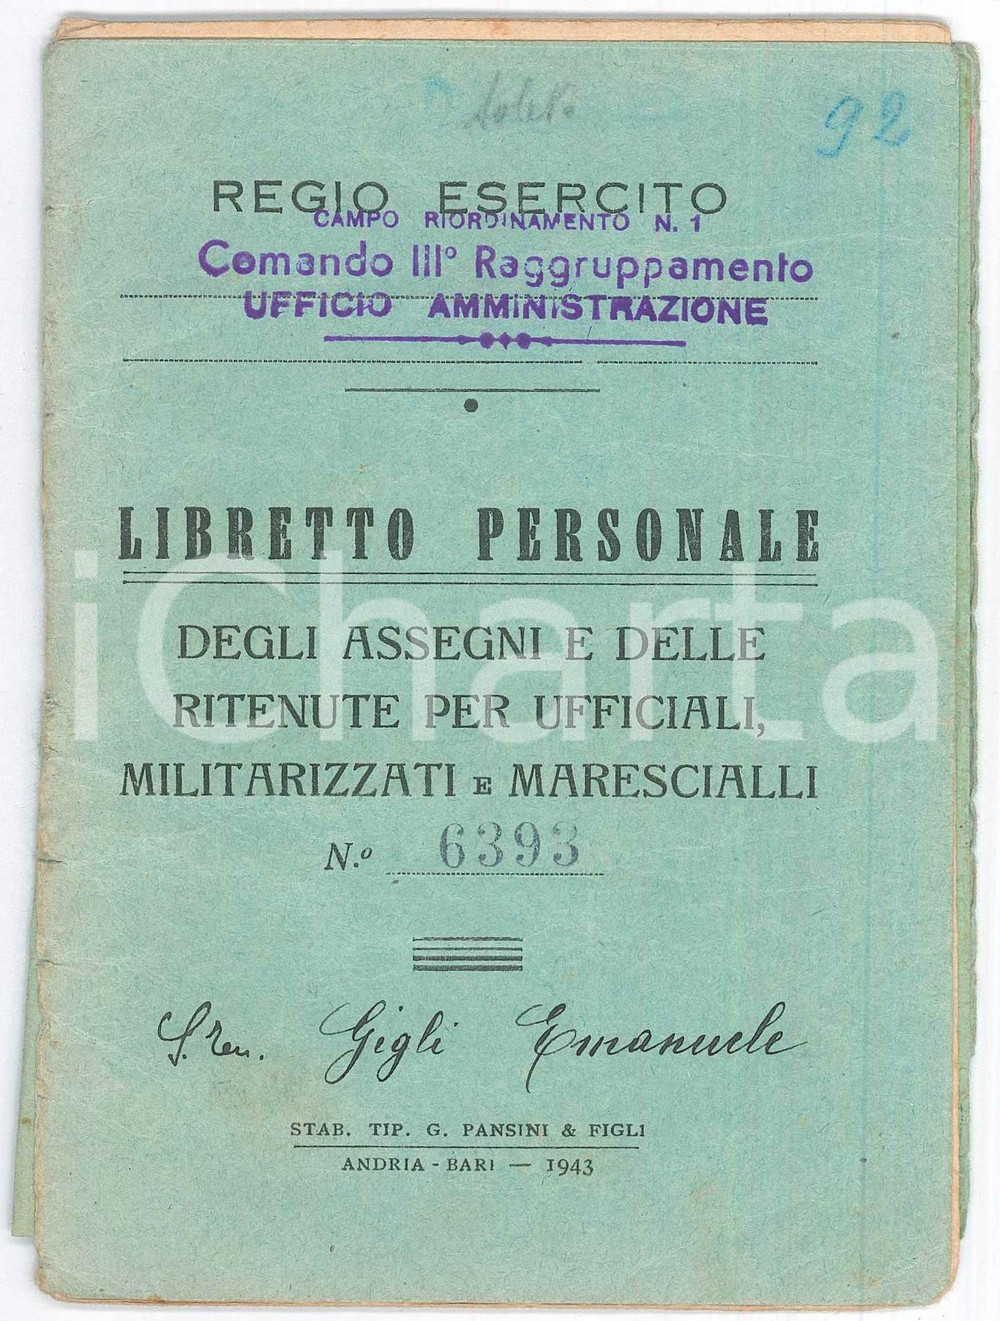 92
REGIO ESERCITO
CAMPO RIORDINAMENTO N. 1
Comando III° Raggruppamento
UFFICIO AMMINISTRAZIONE
LIBRETTO PERSONALE
iCharta
DEGLI ASSEGNI E DELLE
RITENUTE PER UFFICIALI,
MILITARIZZATI E MARESCIALLI
N.º 6393
S. Ten. Gigli Emanuele
STAB. TIP. G. PANSINI & FIGLI
ANDRIA - BARI — 1943